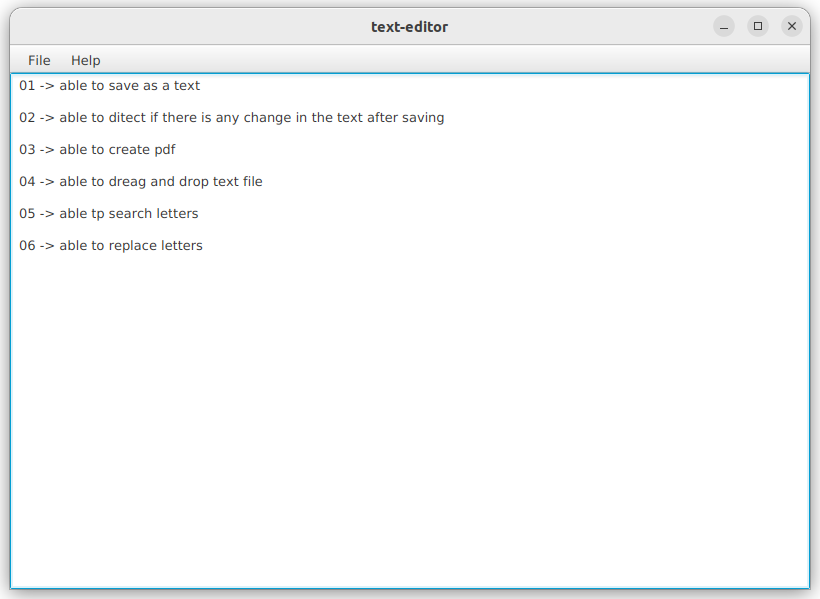 text-editor
File Help
01 -> able to save as a text
02 -> able to ditect if there is any change in the text after saving
03 -> able to create pdf
04 -> able to dreag and drop text file
05 -> able tp search letters
06 -> able to replace letters